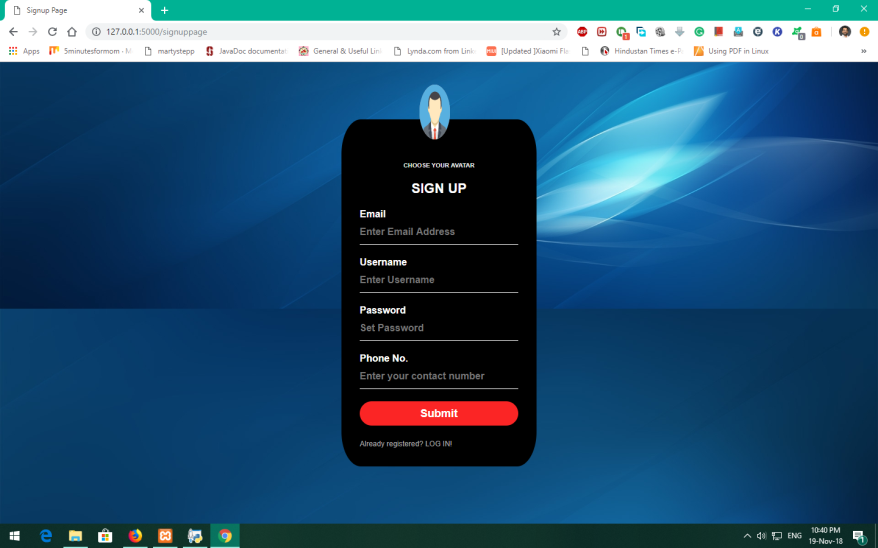 Signup Page
127.0.0.1:5000/signuppage
Apps
5minutesformom - M
martystepp
JavaDoc documentat
General & Useful Lin
Lynda.com from Link
[Updated ]Xiaomi Fla
Hindustan Times e-P
Using PDF in Linux
CHOOSE YOUR AVATAR
SIGN UP
Email
Enter Email Address
Username
Enter Username
Password
Set Password
Phone No.
Enter your contact number
Submit
Already registered? LOG IN!
ENG
10:40 PM
19-Nov-18